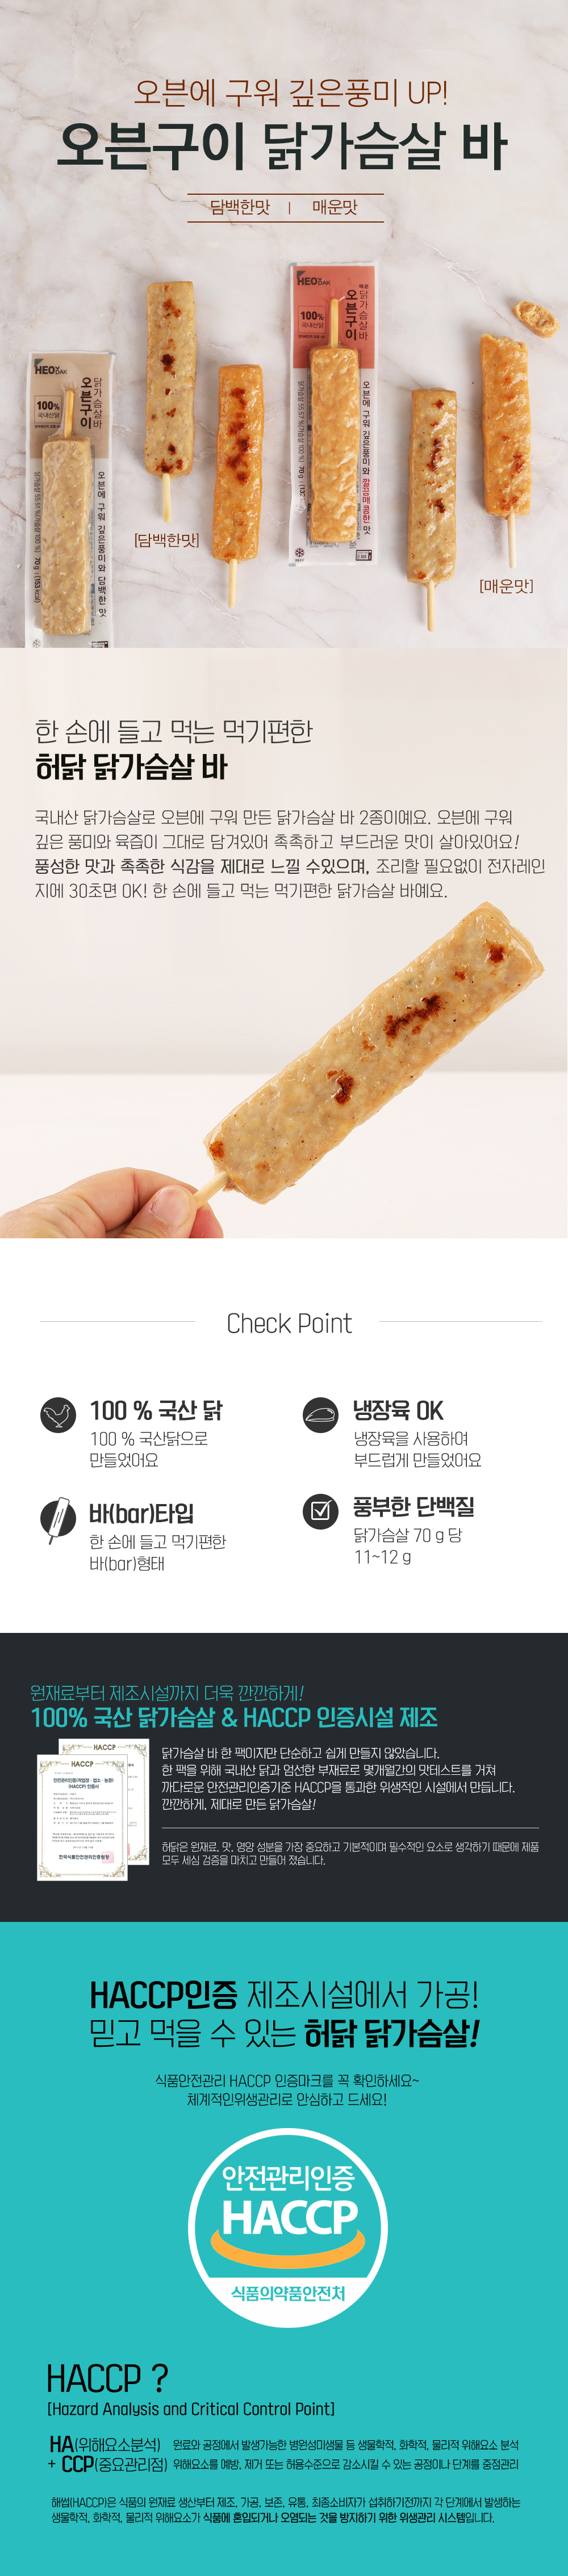 오븐에 구워 깊은풍미 UP!
오븐구이 닭가슴살 바
담백한맛 | 매운맛
HEODAK
100%
국내산닭
오븐구이
닭가슴살바
오븐에 구워 깊은풍미와 담백한 맛
70 g (153 kcal)
HEODAK
100%
국내산닭
매운
오븐구이
닭가슴살바
오븐에 구워 깊은풍미와 깔끔매콤한 맛
70 g
[담백한맛]
[매운맛]
한 손에 들고 먹는 먹기편한
허닭 닭가슴살 바
국내산 닭가슴살로 오븐에 구워 만든 닭가슴살 바 2종이에요. 오븐에 구워
깊은 풍미와 육즙이 그대로 담겨있어 촉촉하고 부드러운 맛이 살아있어요!
풍성한 맛과 촉촉한 식감을 제대로 느낄 수있으며, 조리할 필요없이 전자레인
지에 30초면 OK! 한 손에 들고 먹는 먹기편한 닭가슴살 바예요.
Check Point
100 % 국산 닭
100 % 국산닭으로
만들었어요
냉장육 OK
냉장육을 사용하여
부드럽게 만들었어요
바(bar)타입
한 손에 들고 먹기편한
바(bar)형태
풍부한 단백질
닭가슴살 70 g 당
11~12 g
원재료부터 제조시설까지 더욱 깐깐하게!
100% 국산 닭가슴살 & HACCP 인증시설 제조
HACCP
HACCP
안전관리인증(작업장·업소·농장)
(HACCP) 인증서
한국식품안전관리인증원장
닭가슴살 바 한 팩이지만 단순하고 쉽게 만들지 않았습니다.
한 팩을 위해 국내산 닭과 엄선한 부재료로 몇개월간의 맛테스트를 거쳐
까다로운 안전관리인증기준 HACCP을 통과한 위생적인 시설에서 만듭니다.
깐깐하게, 제대로 만든 닭가슴살!
허닭은 원재료, 맛, 영양 성분을 가장 중요하고 기본적이며 필수적인 요소로 생각하기 때문에 제품
모두 세심 검증을 마치고 만들어 졌습니다.
HACCP인증 제조시설에서 가공!
믿고 먹을 수 있는 허닭 닭가슴살!
식품안전관리 HACCP 인증마크를 꼭 확인하세요~
체계적인위생관리로 안심하고 드세요!
안전관리인증
HACCP
식품의약품안전처
HACCP ?
[Hazard Analysis and Critical Control Point]
HA(위해요소분석) 원료와 공정에서 발생가능한 병원성미생물 등 생물학적, 화학적, 물리적 위해요소 분석
+ CCP(중요관리점) 위해요소를 예방, 제거 또는 허용수준으로 감소시킬 수 있는 공정이나 단계를 중점관리
해썹(HACCP)은 식품의 원재료 생산부터 제조, 가공, 보존, 유통, 최종소비자가 섭취하기전까지 각 단계에서 발생하는
생물학적, 화학적, 물리적 위해요소가 식품에 혼입되거나 오염되는 것을 방지하기 위한 위생관리 시스템입니다.